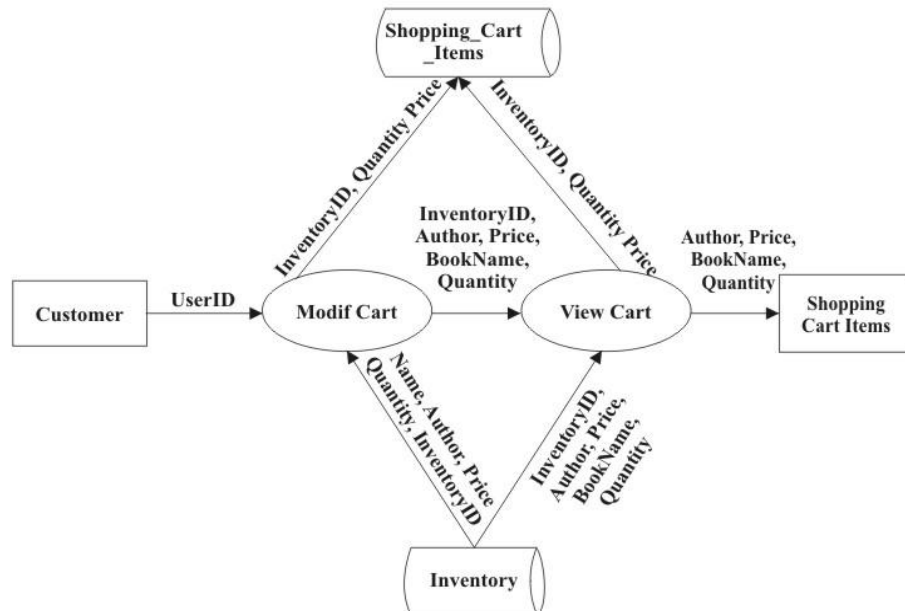 Shopping_Cart
_Items
InventoryID, Quantity Price
InventoryID, Quantity Price
InventoryID,
Author, Price,
BookName,
Quantity
Author, Price,
BookName,
Quantity
Customer
UserID
Modif Cart
View Cart
Shopping
Cart Items
Name, Author, Price
Quantity, InventoryID
InventoryID,
Author, Price,
BookName,
Quantity
Inventory